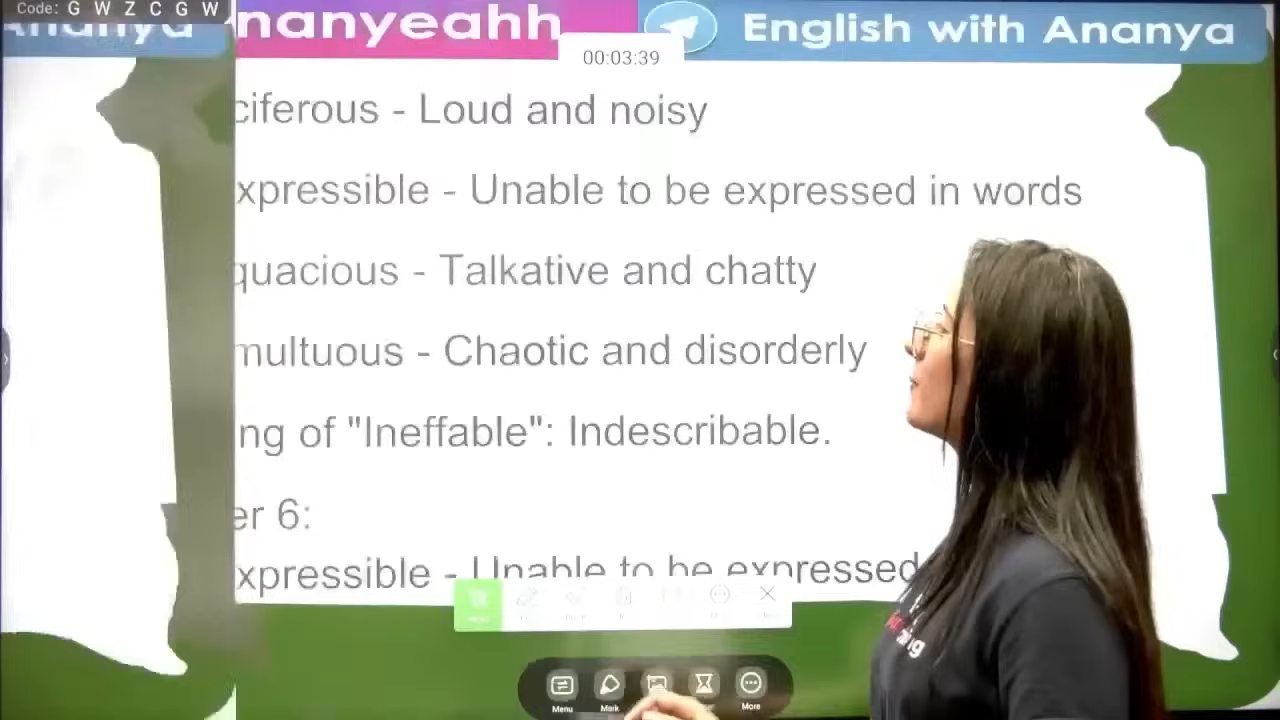 Code: G W Z C G W
Ananya
nanyeahh
English with Ananya
00:03:39
ciferous - Loud and noisy
xpressible - Unable to be expressed in words
quacious - Talkative and chatty
multuous - Chaotic and disorderly
ng of "Ineffable": Indescribable.
er 6:
xpressible - Unable to be expressed
Menu
Mark
More